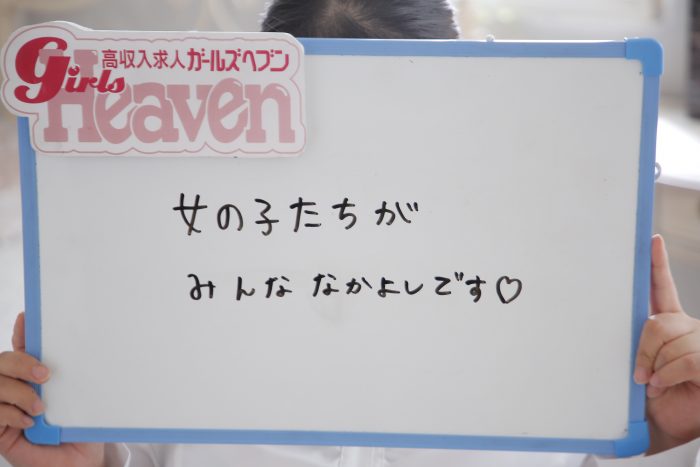 高収入求人ガールズヘブン
Girls
Heaven
女の子たちが
みんな なかよしです♡